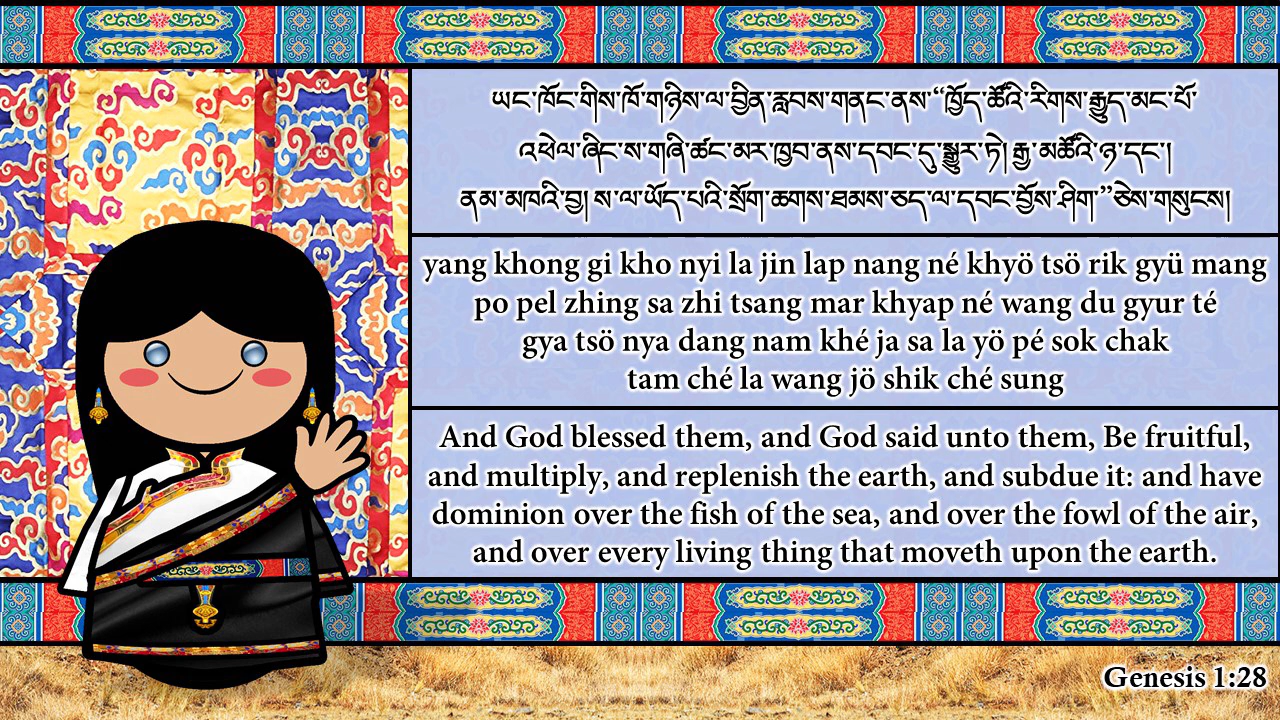 ཡང་ཁོང་གིས་ཁོ་གཉིས་ལ་བྱིན་རླབས་གནང་ནས་“ཁྱོད་ཚོའི་རིགས་རྒྱུད་མང་པོ་
འཕེལ་ཞིང་ས་གཞི་ཚང་མར་ཁྱབ་ནས་དབང་དུ་སྒྱུར་ཏེ། རྒྱ་མཚོའི་ཉ་དང་།
ནམ་མཁའི་བྱ། ས་ལ་ཡོད་པའི་སྲོག་ཆགས་ཐམས་ཅད་ལ་དབང་བྱོས་ཤིག་”ཅེས་གསུངས།
yang khong gi kho nyi la jin lap nang né khyö tsö rik gyü mang
po pel zhing sa zhi tsang mar khyap né wang du gyur té
gya tsö nya dang nam khé ja sa la yö pé sok chak
tam ché la wang jö shik ché sung
And God blessed them, and God said unto them, Be fruitful,
and multiply, and replenish the earth, and subdue it: and have
dominion over the fish of the sea, and over the fowl of the air,
and over every living thing that moveth upon the earth.
Genesis 1:28